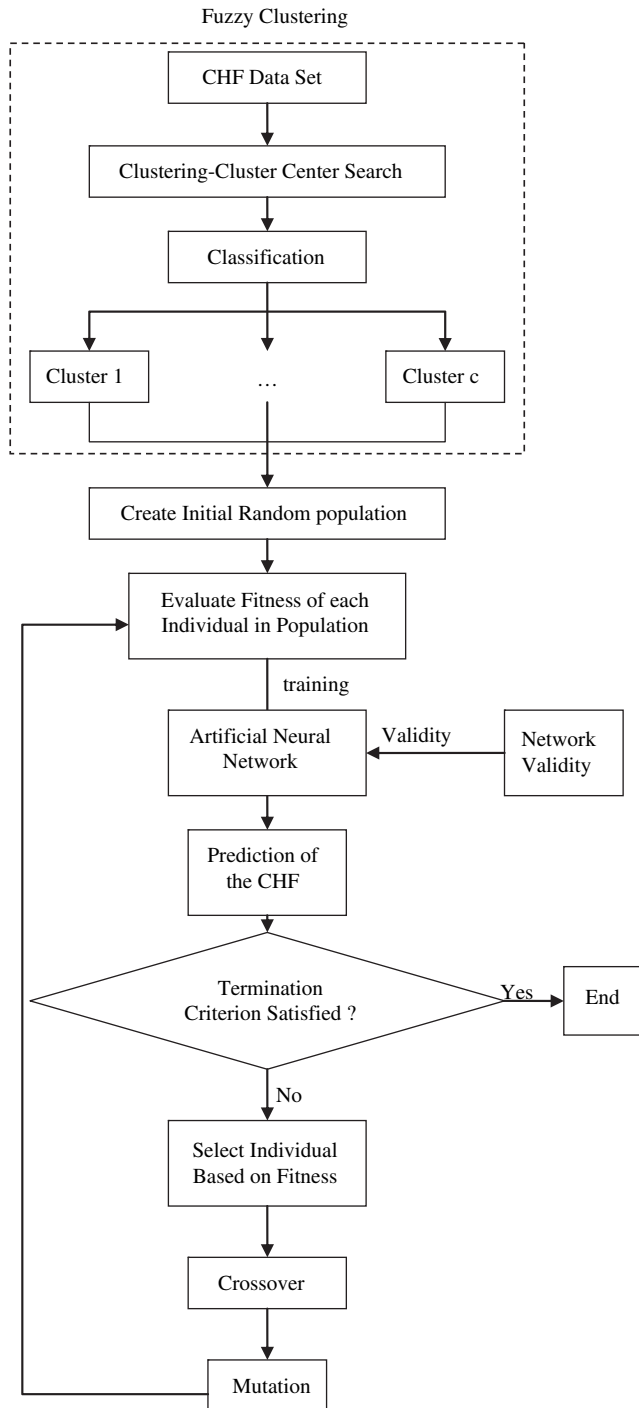 Fuzzy Clustering
CHF Data Set
Clustering-Cluster Center Search
Classification
Cluster 1
...
Cluster c
Create Initial Random population
Evaluate Fitness of each
Individual in Population
training
Artificial Neural
Network
Validity
Network
Validity
Prediction of
the CHF
Termination
Criterion Satisfied ?
Yes
End
No
Select Individual
Based on Fitness
Crossover
Mutation